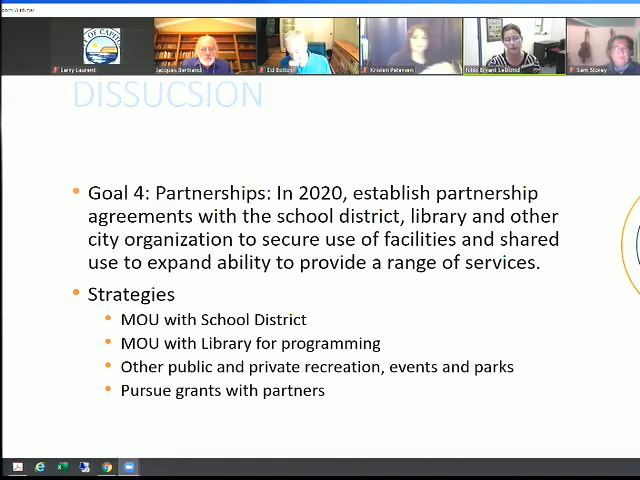 Larry Laurent
Jacques Bertrand
Ed Bottorff
Kristen Petersen
Nikki Bryant LeBlond
Sam Storey
DISSUCSION
Goal 4: Partnerships: In 2020, establish partnership
agreements with the school district, library and other
city organization to secure use of facilities and shared
use to expand ability to provide a range of services.
Strategies
MOU with School District
MOU with Library for programming
Other public and private recreation, events and parks
Pursue grants with partners